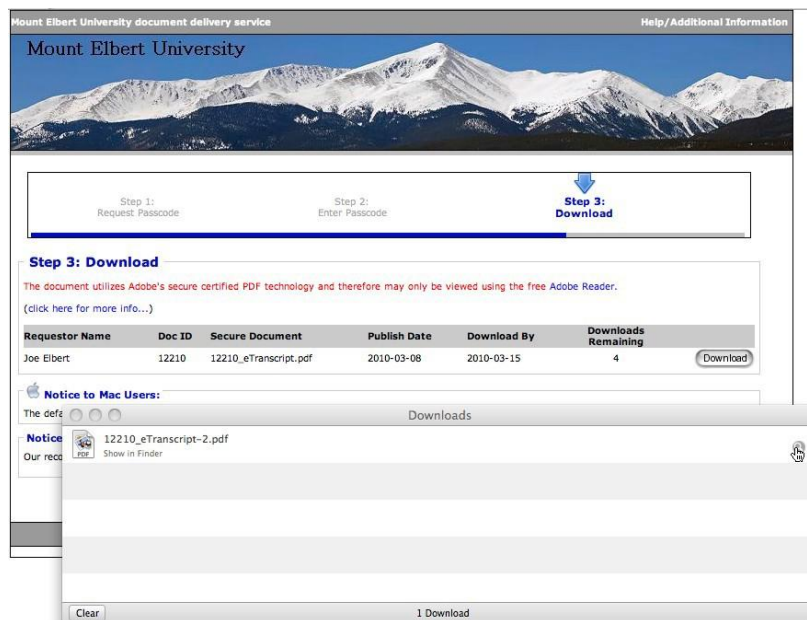 Mount Elbert University document delivery service
Help/Additional Information
Mount Elbert University
Step 1:
Request Passcode
Step 2:
Enter Passcode
Step 3:
Download
Step 3: Download
The document utilizes Adobe's secure certified PDF technology and therefore may only be viewed using the free Adobe Reader.
(click here for more info...)
Requestor Name Doc ID Secure Document Publish Date Download By Downloads Remaining
Joe Elbert 12210 12210_eTranscript.pdf 2010-03-08 2010-03-15 4 Download
Notice to Mac Users:
The
Downloads
Notice
Our
12210_eTranscript-2.pdf
PDF
Show in Finder
Clear
1 Download